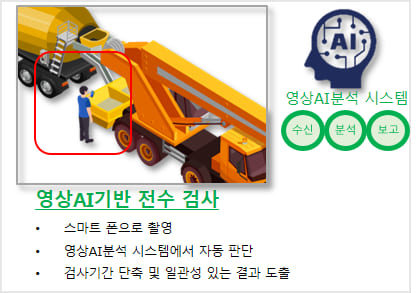 AI
영상AI분석 시스템
수신 분석 보고
영상AI기반 전수 검사
• 스마트 폰으로 촬영
• 영상AI분석 시스템에서 자동 판단
• 검사기간 단축 및 일관성 있는 결과 도출